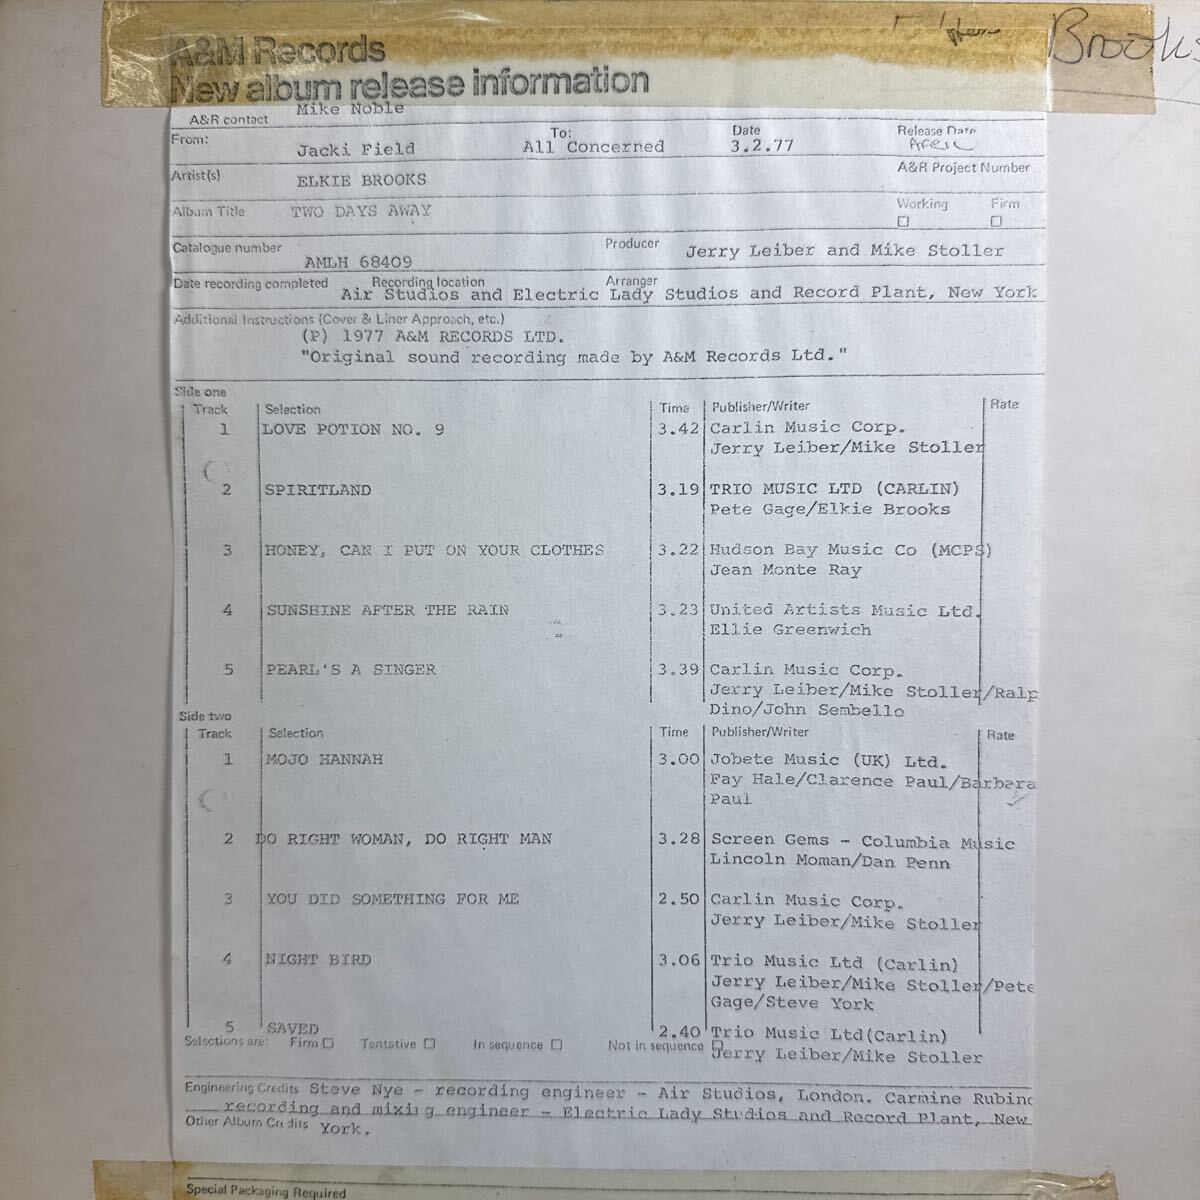 Brooks
A&M Records
New album release information
A&R contact Mike Noble
From: Jacki Field To: All Concerned Date 3.2.77 Release Date APRIL
Artist(s) ELKIE BROOKS A&R Project Number
Album Title TWO DAYS AWAY Working Firm
Catalogue number AMLH 68409 Producer Jerry Leiber and Mike Stoller
Date recording completed Recording location Arranger
Air Studios and Electric Lady Studios and Record Plant, New York
Additional Instructions (Cover & Liner Approach, etc.)
(P) 1977 A&M RECORDS LTD.
"Original sound recording made by A&M Records Ltd."
Side one
Track Selection Time Publisher/Writer Rate
1 LOVE POTION NO. 9 3.42 Carlin Music Corp.
Jerry Leiber/Mike Stoller
2 SPIRITLAND 3.19 TRIO MUSIC LTD (CARLIN)
Pete Gage/Elkie Brooks
3 HONEY, CAN I PUT ON YOUR CLOTHES 3.22 Hudson Bay Music Co (MCPS)
Jean Monte Ray
4 SUNSHINE AFTER THE RAIN 3.23 United Artists Music Ltd.
Ellie Greenwich
5 PEARL'S A SINGER 3.39 Carlin Music Corp.
Jerry Leiber/Mike Stoller/Ralp
Dino/John Sembello
Side two
Track Selection Time Publisher/Writer Rate
1 MOJO HANNAH 3.00 Jobete Music (UK) Ltd.
Fay Hale/Clarence Paul/Barbara
Paul
2 DO RIGHT WOMAN, DO RIGHT MAN 3.28 Screen Gems - Columbia Music
Lincoln Moman/Dan Penn
3 YOU DID SOMETHING FOR ME 2.50 Carlin Music Corp.
Jerry Leiber/Mike Stoller
4 NIGHT BIRD 3.06 Trio Music Ltd (Carlin)
Jerry Leiber/Mike Stoller/Pete
Gage/Steve York
5 SAVED 2.40 Trio Music Ltd(Carlin)
Selections are: Firm Tentative In sequence Not in sequence Jerry Leiber/Mike Stoller
Engineering Credits Steve Nye - recording engineer - Air Studios, London. Carmine Rubino
recording and mixing engineer - Electric Lady Studios and Record Plant, New
Other Album Credits York.
Special Packaging Required